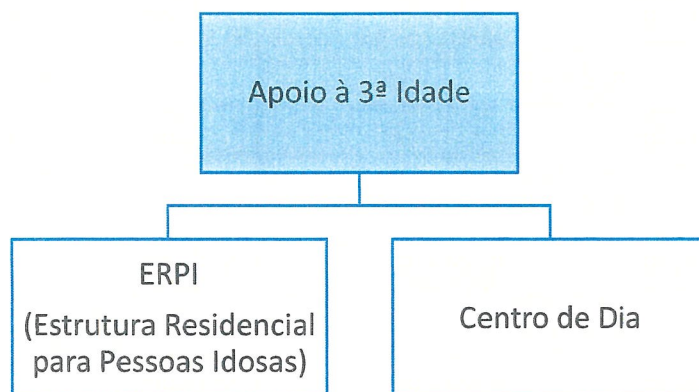 Apoio à 3ª Idade
ERPI
(Estrutura Residencial
para Pessoas Idosas)
Centro de Dia